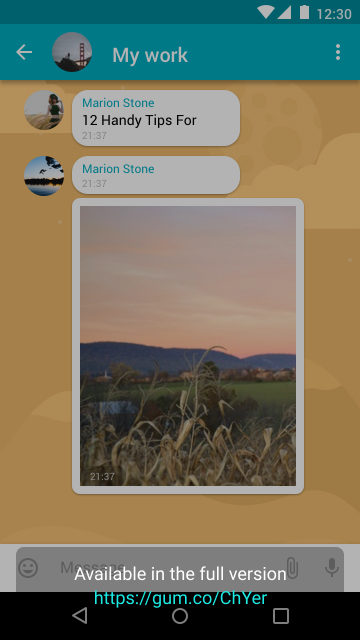 12:30
My work
Marion Stone
12 Handy Tips For
21:37
Marion Stone
21:37
21:37
Message
Available in the full version
https://gum.co/ChYer